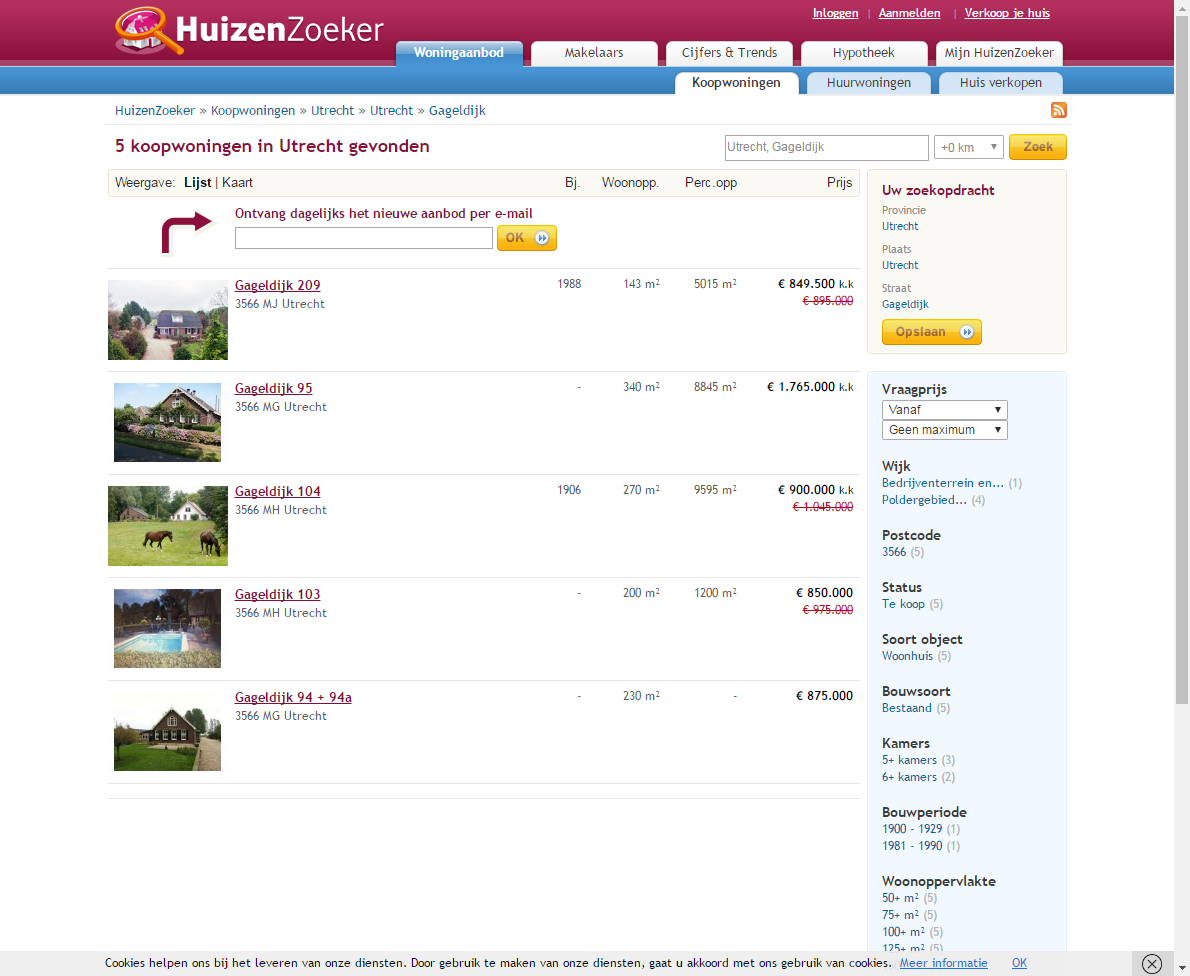 Inloggen | Aanmelden | Verkoop je huis
HuizenZoeker
Woningaanbod Makelaars Cijfers & Trends Hypotheek Mijn HuizenZoeker
Koopwoningen Huurwoningen Huis verkopen
HuizenZoeker » Koopwoningen » Utrecht » Utrecht » Gageldijk
5 koopwoningen in Utrecht gevonden
Utrecht, Gageldijk +0 km Zoek
Weergave: Lijst | Kaart Bj. Woonopp. Perc.opp Prijs
Ontvang dagelijks het nieuwe aanbod per e-mail
OK
Gageldijk 209 1988 143 m² 5015 m² € 849.500 k.k
3566 MJ Utrecht € 895.000
Gageldijk 95 - 340 m² 8845 m² € 1.765.000 k.k
3566 MG Utrecht
Gageldijk 104 1906 270 m² 9595 m² € 900.000 k.k
3566 MH Utrecht € 1.045.000
Gageldijk 103 - 200 m² 1200 m² € 850.000
3566 MH Utrecht € 975.000
Gageldijk 94 + 94a - 230 m² - € 875.000
3566 MG Utrecht
Uw zoekopdracht
Provincie
Utrecht
Plaats
Utrecht
Straat
Gageldijk
Opslaan
Vraagprijs
Vanaf
Geen maximum
Wijk
Bedrijventerrein en... (1)
Poldergebied... (4)
Postcode
3566 (5)
Status
Te koop (5)
Soort object
Woonhuis (5)
Bouwsoort
Bestaand (5)
Kamers
5+ kamers (3)
6+ kamers (2)
Bouwperiode
1900 - 1929 (1)
1981 - 1990 (1)
Woonoppervlakte
50+ m² (5)
75+ m² (5)
100+ m² (5)
125+ m² (5)
Cookies helpen ons bij het leveren van onze diensten. Door gebruik te maken van onze diensten, gaat u akkoord met ons gebruik van cookies. Meer informatie OK